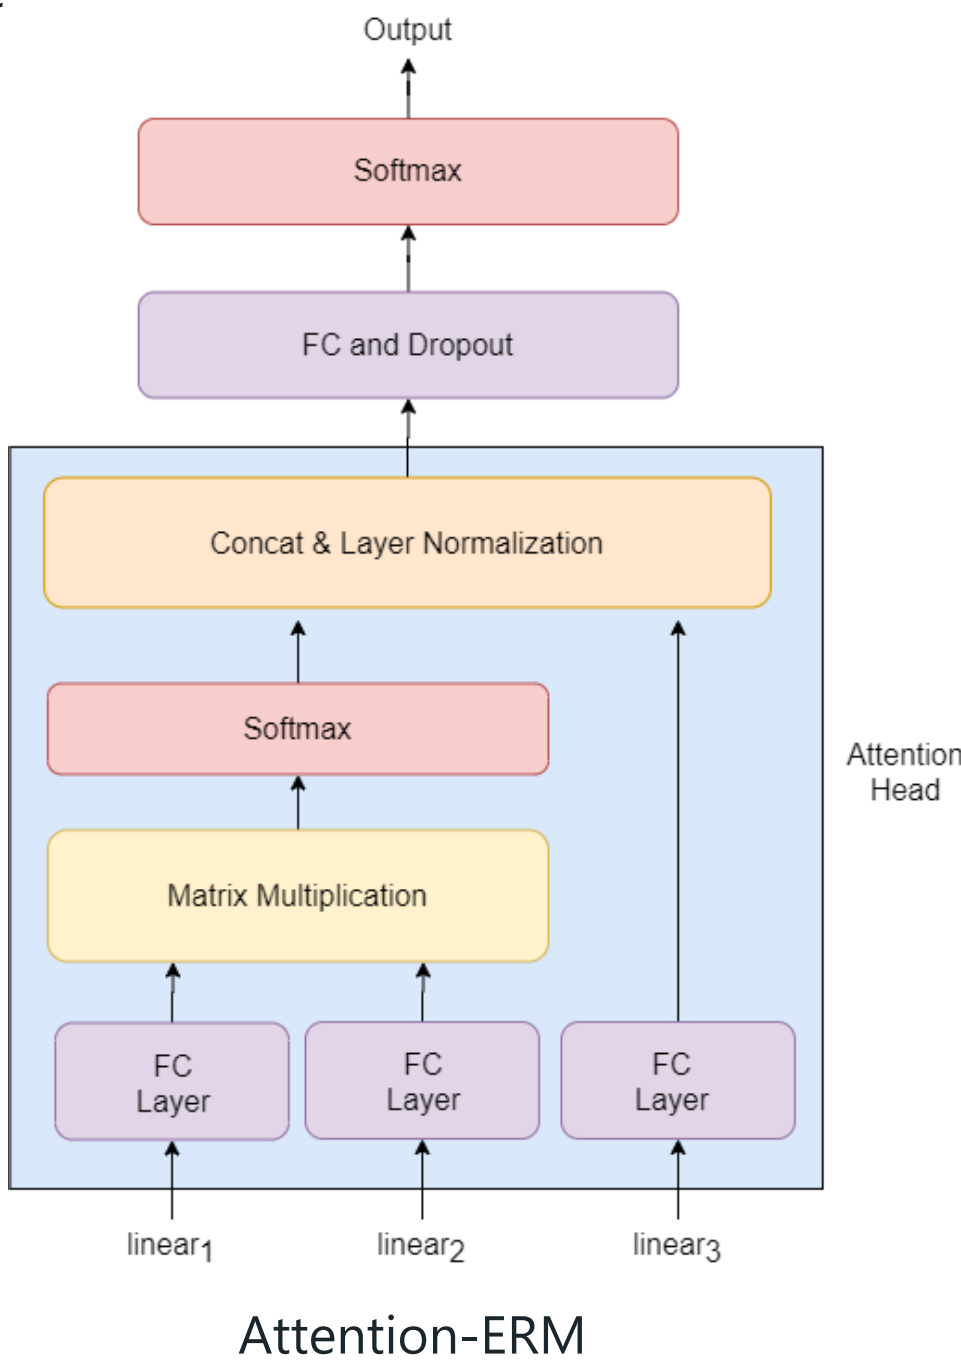 Output
Softmax
FC and Dropout
Concat & Layer Normalization
Softmax
Attention
Head
Matrix Multiplication
FC
Layer
FC
Layer
FC
Layer
linear1
linear2
linear3
Attention-ERM